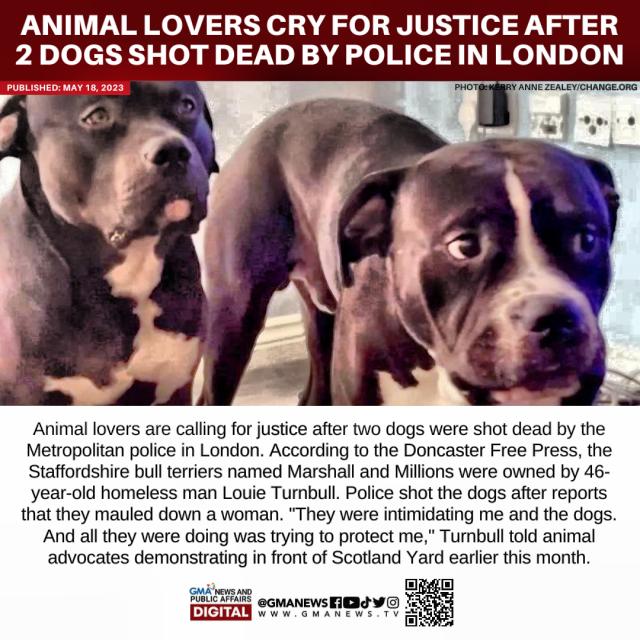 ANIMAL LOVERS CRY FOR JUSTICE AFTER
2 DOGS SHOT DEAD BY POLICE IN LONDON
PUBLISHED: MAY 18, 2023
PHOTO: KERRY ANNE ZEALEY/CHANGE.ORG
Animal lovers are calling for justice after two dogs were shot dead by the
Metropolitan police in London. According to the Doncaster Free Press, the
Staffordshire bull terriers named Marshall and Millions were owned by 46-
year-old homeless man Louie Turnbull. Police shot the dogs after reports
that they mauled down a woman. "They were intimidating me and the dogs.
And all they were doing was trying to protect me," Turnbull told animal
advocates demonstrating in front of Scotland Yard earlier this month.
GMA NEWS AND
PUBLIC AFFAIRS
DIGITAL
@GMANEWS
WWW.GMANEWS.TV